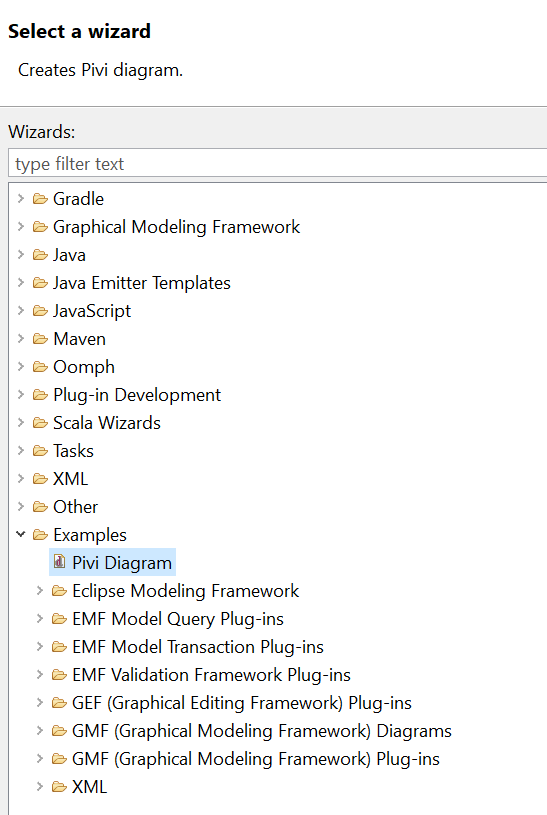 Select a wizard
Creates Pivi diagram.
Wizards:
type filter text
Gradle
Graphical Modeling Framework
Java
Java Emitter Templates
JavaScript
Maven
Oomph
Plug-in Development
Scala Wizards
Tasks
XML
Other
Examples
Pivi Diagram
Eclipse Modeling Framework
EMF Model Query Plug-ins
EMF Model Transaction Plug-ins
EMF Validation Framework Plug-ins
GEF (Graphical Editing Framework) Plug-ins
GMF (Graphical Modeling Framework) Diagrams
GMF (Graphical Modeling Framework) Plug-ins
XML